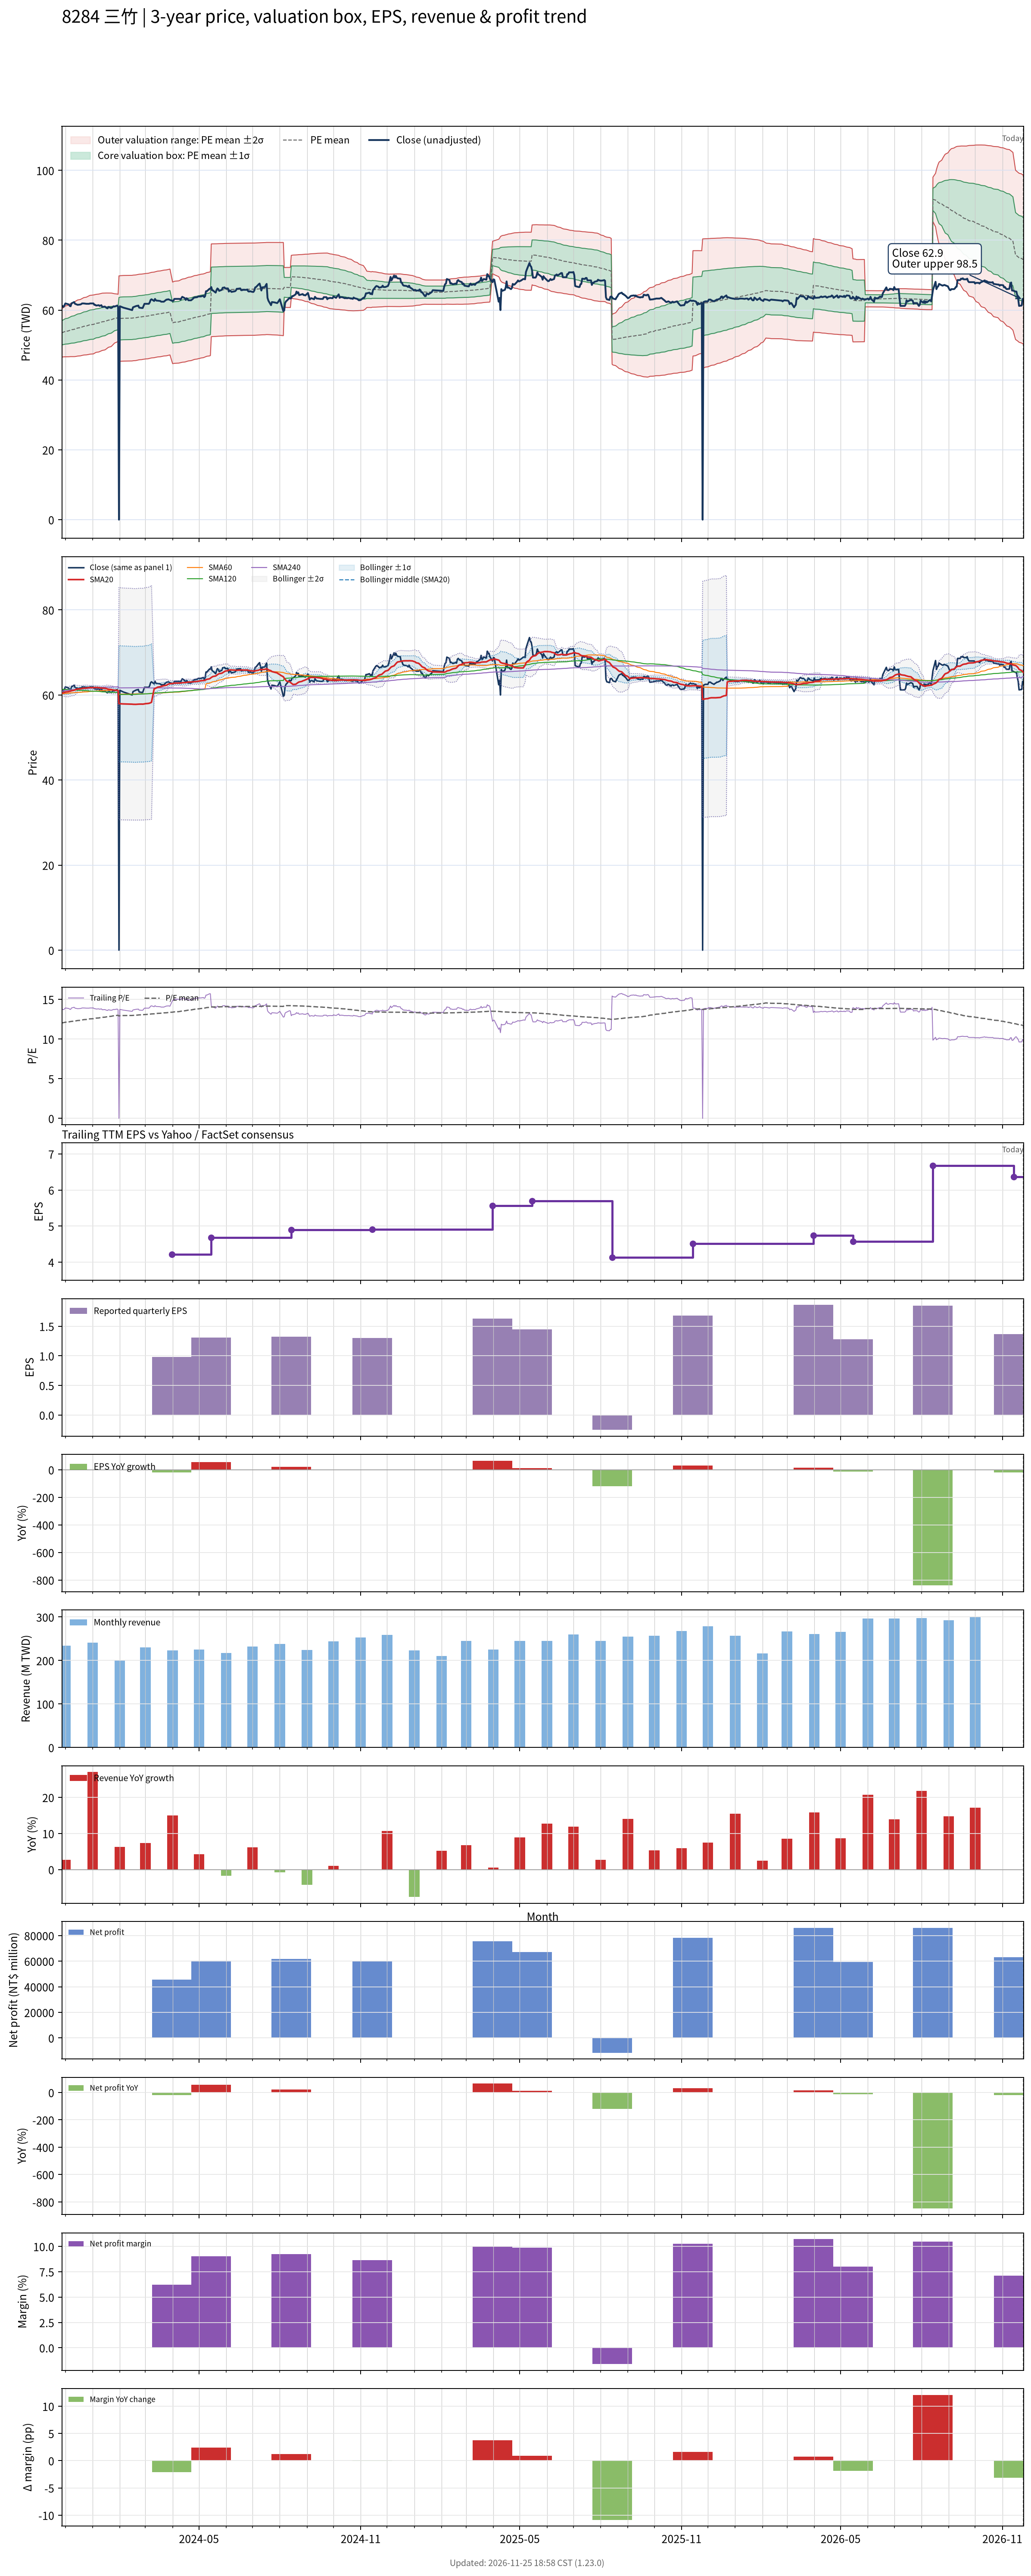 8284 三竹 | 3-year price, valuation box, EPS, revenue & profit trend
Outer valuation range: PE mean ±2σ
Core valuation box: PE mean ±1σ
PE mean
Close (unadjusted)
Today
Close 62.9
Outer upper 98.5
Price (TWD)
100
80
60
40
20
0
Close (same as panel 1)
SMA20
SMA60
SMA120
SMA240
Bollinger ±2σ
Bollinger ±1σ
Bollinger middle (SMA20)
Price
80
60
40
20
0
Trailing P/E
P/E mean
P/E
15
10
5
0
Trailing TTM EPS vs Yahoo / FactSet consensus
Today
EPS
7
6
5
4
Reported quarterly EPS
EPS
1.5
1.0
0.5
0.0
EPS YoY growth
YoY (%)
0
-200
-400
-600
-800
Monthly revenue
Revenue (M TWD)
300
200
100
0
Revenue YoY growth
YoY (%)
20
10
0
Month
Net profit
Net profit (NT$ million)
80000
60000
40000
20000
0
Net profit YoY
YoY (%)
0
-200
-400
-600
-800
Net profit margin
Margin (%)
10.0
7.5
5.0
2.5
0.0
Margin YoY change
Δ margin (pp)
10
5
0
-5
-10
2024-05
2024-11
2025-05
2025-11
2026-05
2026-11
Updated: 2026-11-25 18:58 CST (1.23.0)